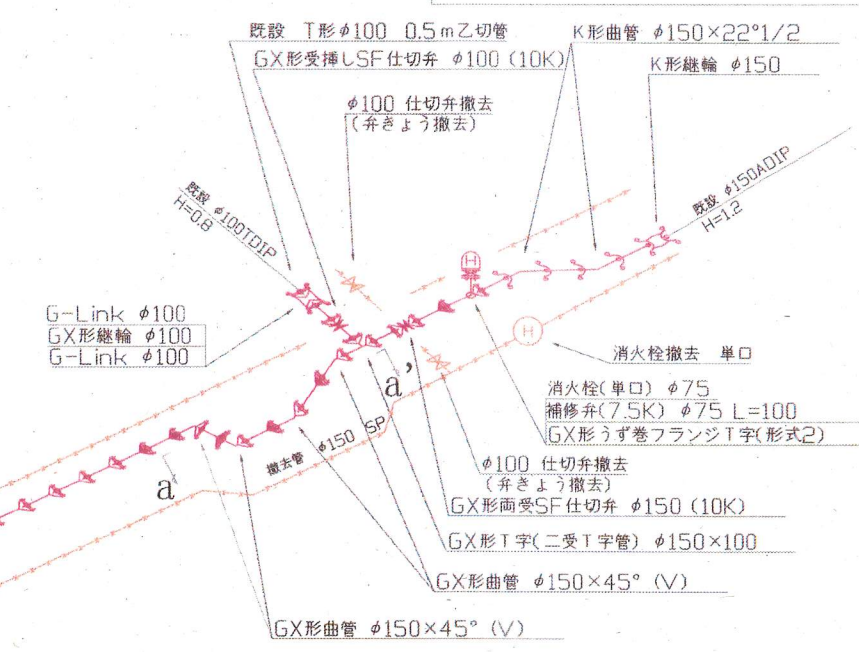 既設 T形φ100 0.5m乙切管
GX形受挿しSF仕切弁 φ100 (10K)
K形曲管 φ150×22°1/2
K形継輪 φ150
φ100 仕切弁撤去
(弁きょう撤去)
既設 φ100TDIP
H=0.8
既設 φ150ADIP
H=1.2
H
G-Link φ100
GX形継輪 φ100
G-Link φ100
H
消火栓撤去 単口
a'
消火栓(単口) φ75
補修弁(7.5K) φ75 L=100
GX形うず巻フランジT字(形式2)
撤去管 φ150 SP
a
φ100 仕切弁撤去
(弁きょう撤去)
GX形両受SF仕切弁 φ150 (10K)
GX形T字(二受T字管) φ150×100
GX形曲管 φ150×45° (V)
GX形曲管 φ150×45° (V)